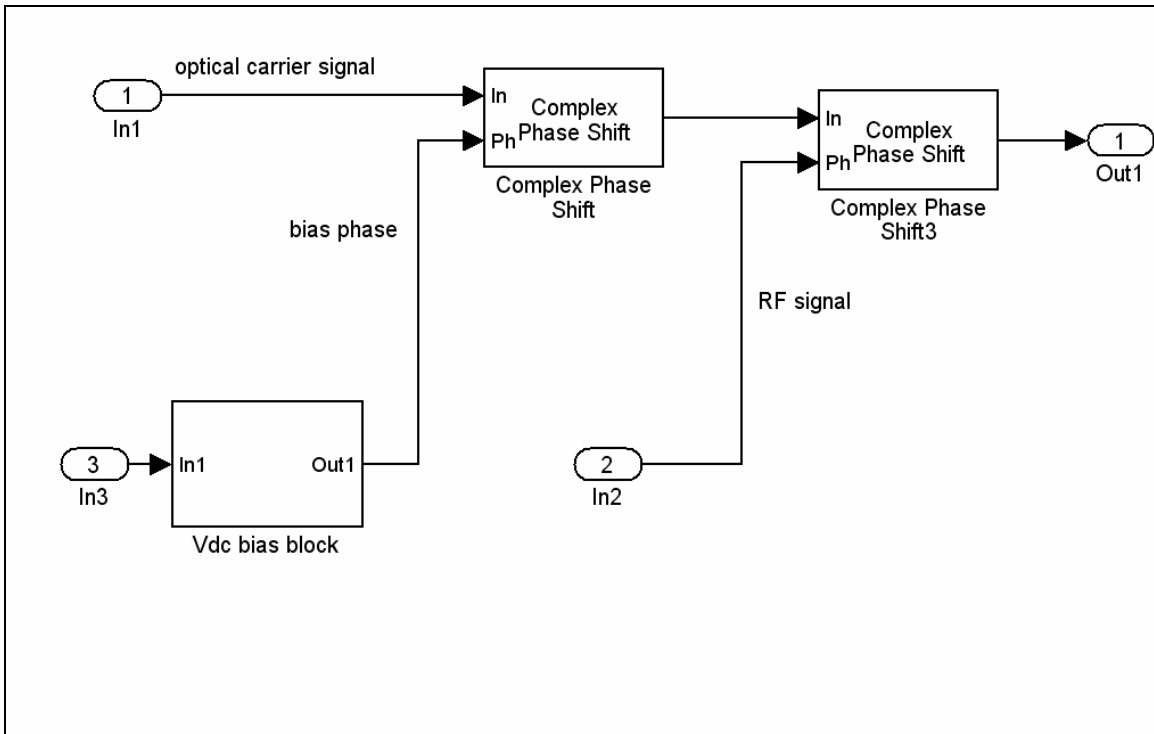 optical carrier signal
1
In1
In
Ph
Complex
Phase Shift
Complex Phase
Shift
In
Ph
Complex
Phase Shift
Complex Phase
Shift3
1
Out1
bias phase
RF signal
3
In3
In1
Out1
Vdc bias block
2
In2